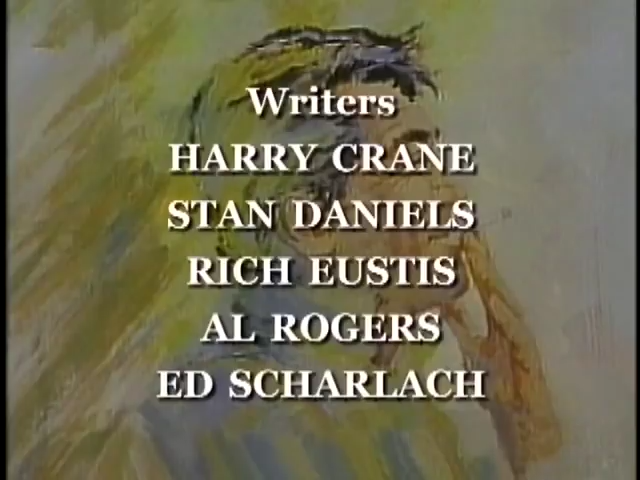 Writers
HARRY CRANE
STAN DANIELS
RICH EUSTIS
AL ROGERS
ED SCHARLACH